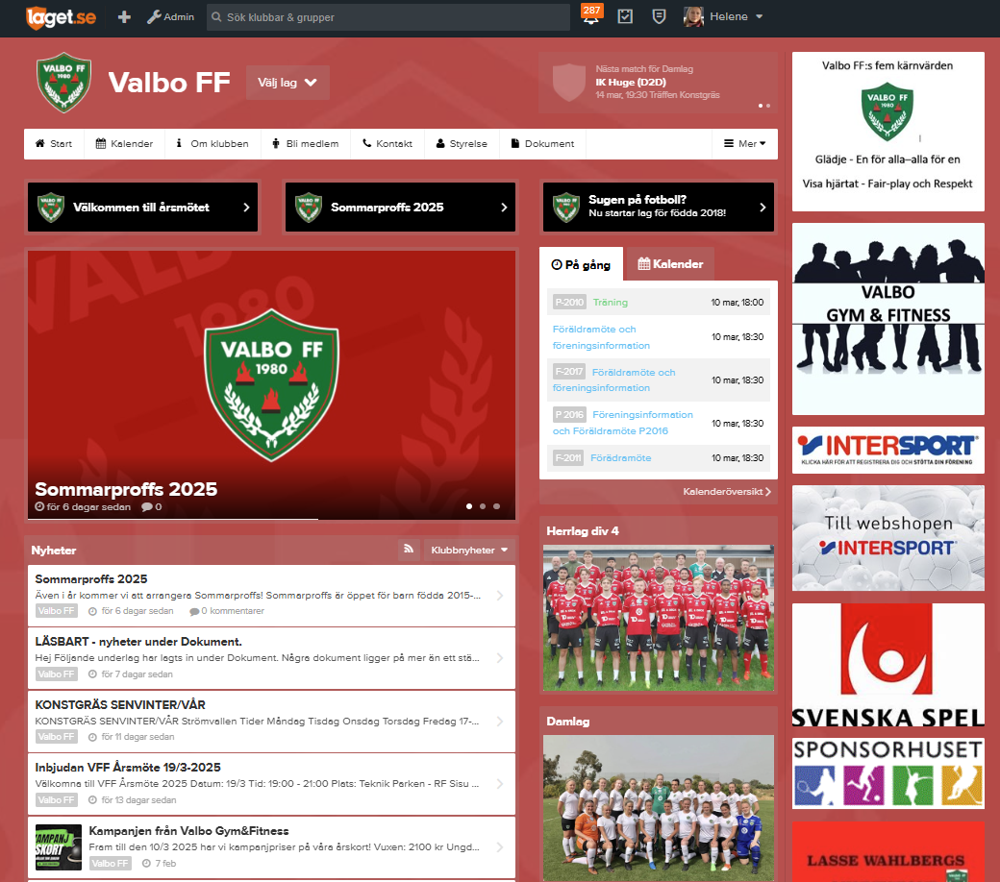 laget.se
Admin
Sök klubbar & grupper
287
Helene
VALBO FF
1980
Valbo FF
Välj lag
Nästa match för Damlag
IK Huge (D2D)
14 mar, 19:30 Träffen Konstgräs
Start
Kalender
Om klubben
Bli medlem
Kontakt
Styrelse
Dokument
Mer
Välkommen till årsmötet
Sommarproffs 2025
Sugen på fotboll?
Nu startar lag för födda 2018!
VALBO FF
1980
Sommarproffs 2025
för 6 dagar sedan
0
På gång
Kalender
P-2010 Träning
10 mar, 18:00
Föräldramöte och
föreningsinformation
10 mar, 18:30
F-2017 Föräldramöte och
föreningsinformation
10 mar, 18:30
P 2016 Föreningsinformation
och Föräldramöte P2016
10 mar, 18:30
F-2011 Förädramöte
10 mar, 18:30
Kalenderöversikt
Herrlag div 4
Damlag
Nyheter
Klubbnyheter
Sommarproffs 2025
Även i år kommer vi att arrangera Sommarproffs! Sommarproffs är öppet för barn födda 2015-...
Valbo FF för 6 dagar sedan 0 kommentarer
LÄSBART - nyheter under Dokument.
Hej Följande underlag har lagts in under Dokument. Några dokument ligger på mer än ett stä...
Valbo FF för 7 dagar sedan
KONSTGRÄS SENVINTER/VÅR
KONSTGRÄS SENVINTER/VÅR Strömvallen Tider Måndag Tisdag Onsdag Torsdag Fredag 17-...
Valbo FF för 11 dagar sedan
Inbjudan VFF Årsmöte 19/3-2025
Välkomna till VFF Årsmöte 2025 Datum: 19/3 Tid: 19:00 - 21:00 Plats: Teknik Parken - RF Sisu ...
Valbo FF för 13 dagar sedan
Kampanjen från Valbo Gym&Fitness
Fram till den 10/3 2025 har vi kampanjpriser på våra årskort! Vuxen: 2100 kr Ungd...
Valbo FF 7 feb
Valbo FF:s fem kärnvärden
VALBO FF
1980
Glädje - En för alla–alla för en
Visa hjärtat - Fair-play och Respekt
VALBO
GYM & FITNESS
INTERSPORT
KLICKA HÄR FÖR ATT REGISTRERA DIG OCH STÖTTA DIN FÖRENING
Till webshopen
INTERSPORT
SVENSKA SPEL
SPONSORHUSET
LASSE WAHLBERGS